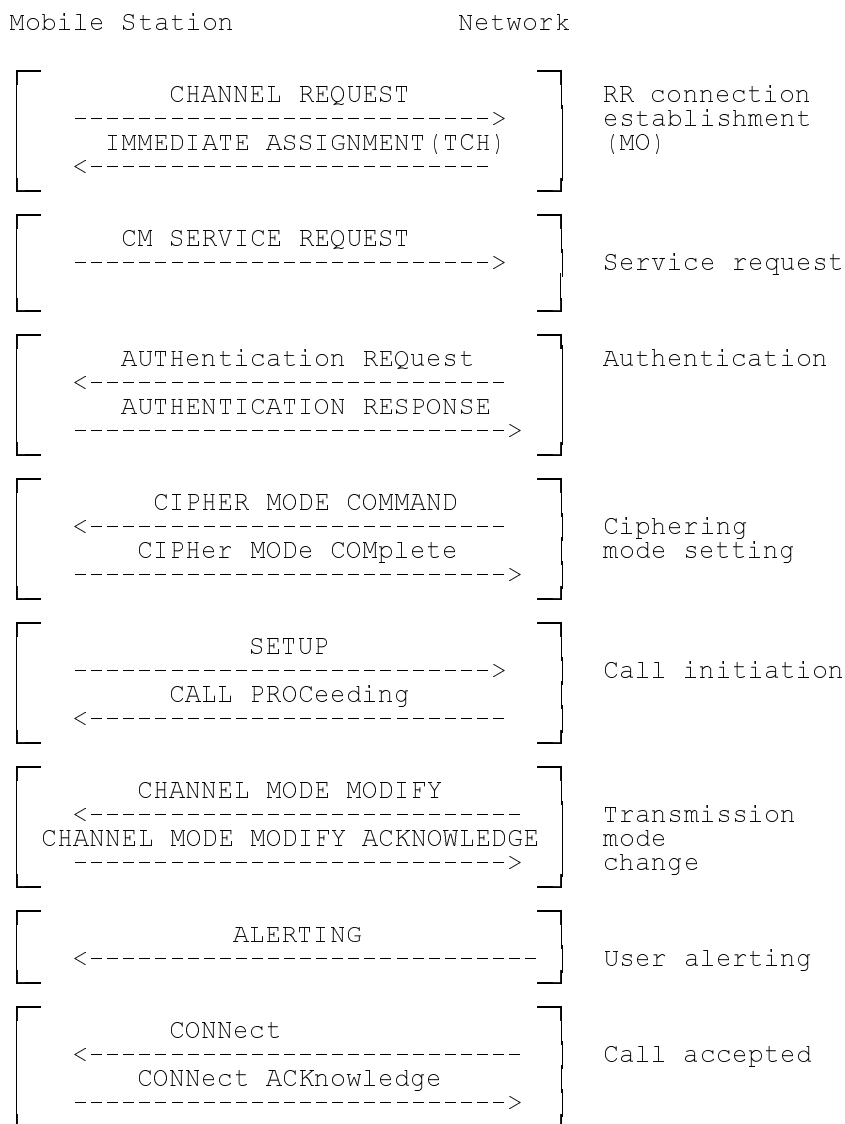 Mobile Station Network
CHANNEL REQUEST RR connection
-------------------------->  establishment
IMMEDIATE ASSIGNMENT(TCH) (MO)
<-------------------------
CM SERVICE REQUEST
--------------------------> Service request
AUTHentication REQuest Authentication
<--------------------------
AUTHENTICATION RESPONSE
--------------------------->
CIPHER MODE COMMAND
<-------------------------- Ciphering
CIPHer MODe COMplete mode setting
--------------------------->
SETUP
--------------------------> Call initiation
CALL PROCeeding
<--------------------------
CHANNEL MODE MODIFY
<--------------------------- Transmission
CHANNEL MODE MODIFY ACKNOWLEDGE mode
---------------------------> change
ALERTING
<---------------------------- User alerting
CONNect
<--------------------------- Call accepted
CONNect ACKnowledge
--------------------------->